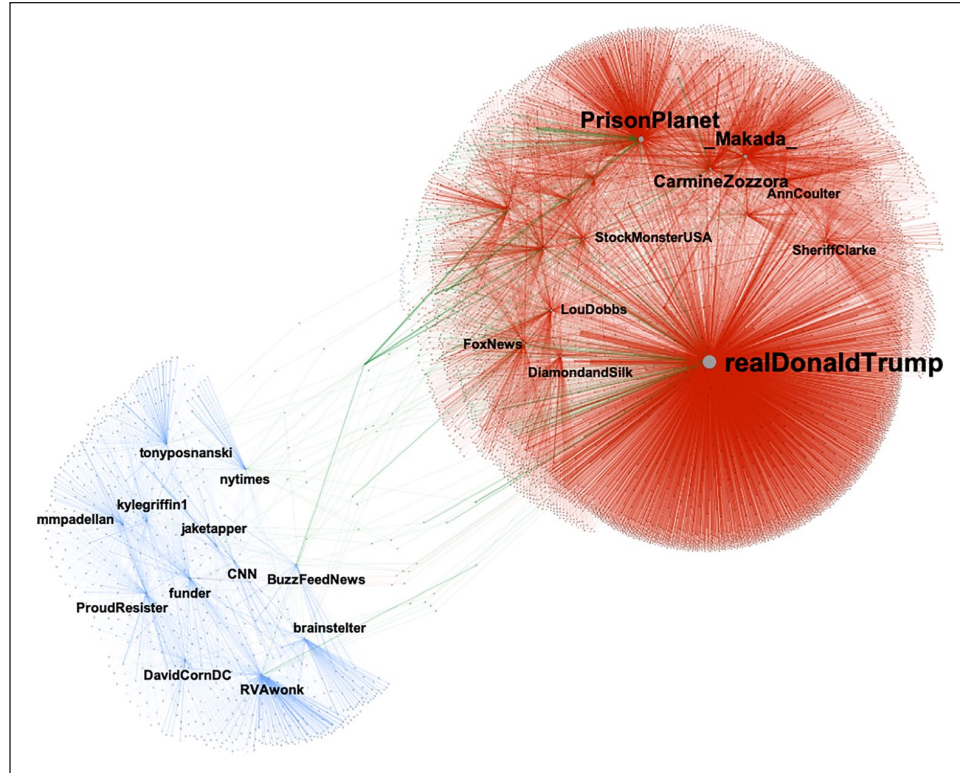 PrisonPlanet
_Makada_
CarmineZozzora
AnnCoulter
StockMonsterUSA
SheriffClarke
LouDobbs
FoxNews
DiamondandSilk
realDonaldTrump
tonyposnanski
nytimes
kylegriffin1
mmpadellan
jaketapper
CNN
BuzzFeedNews
funder
ProudResister
brainstelter
DavidCornDC
RVAwonk